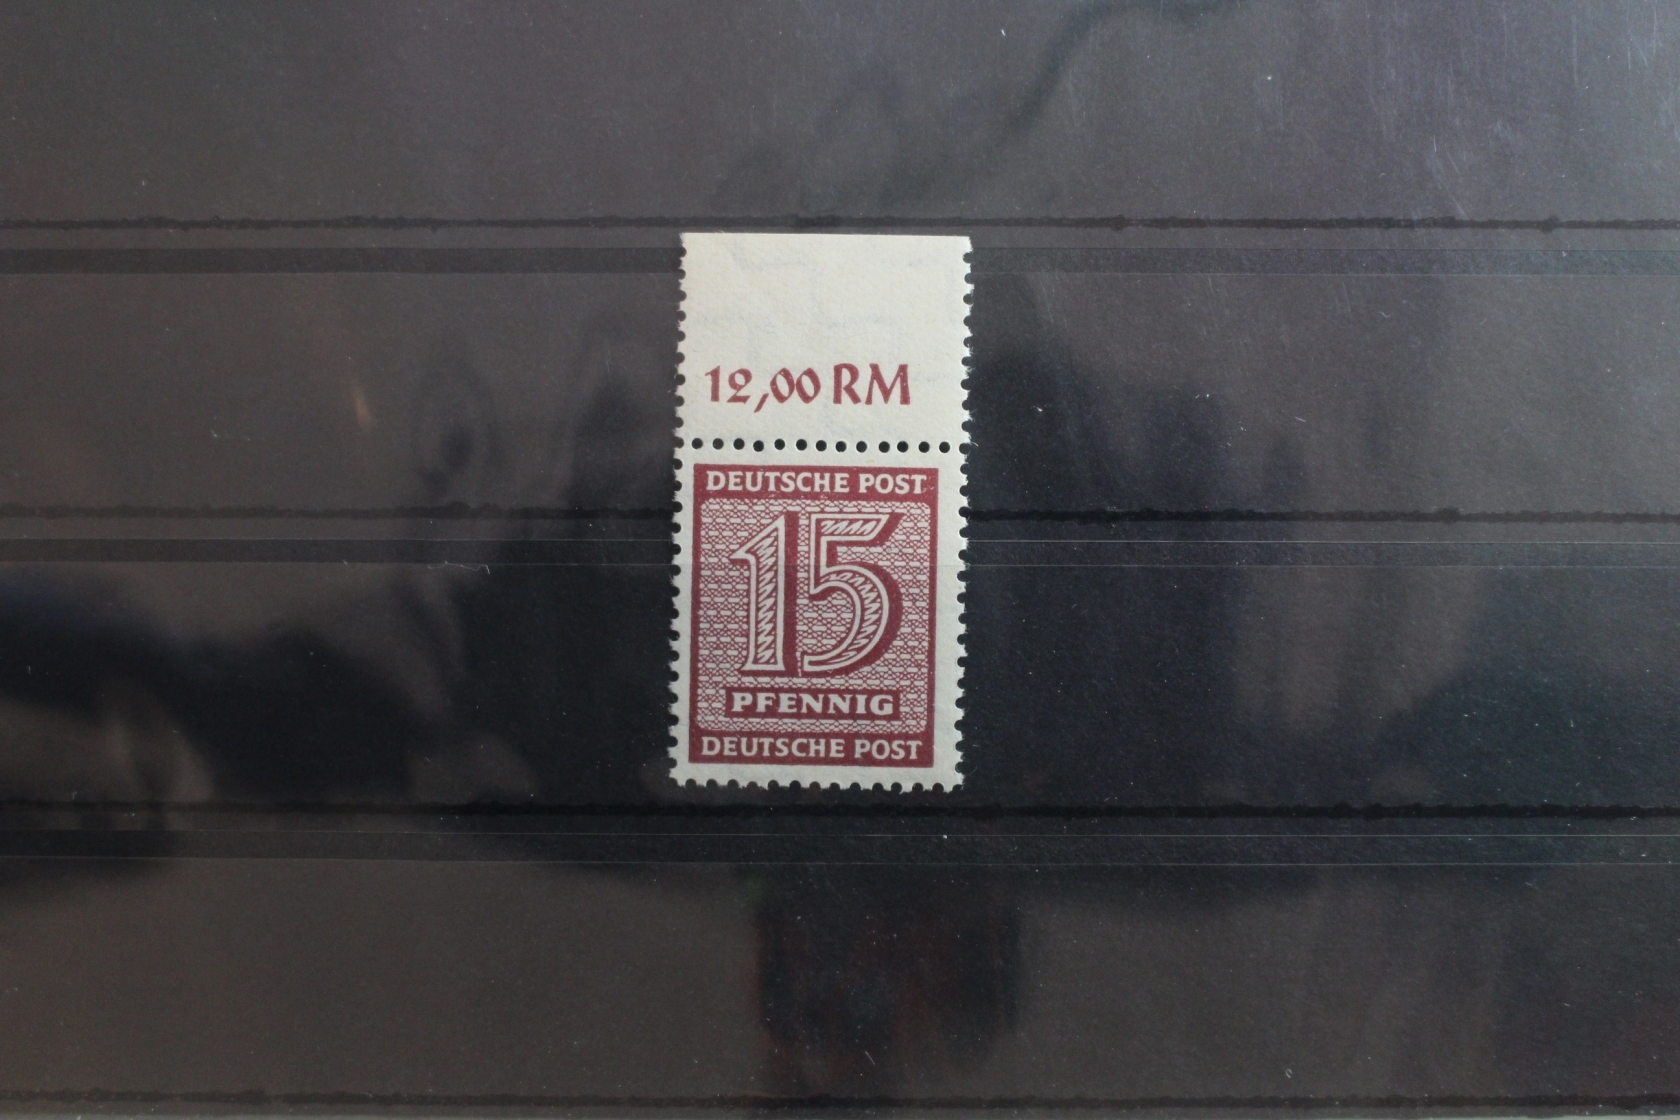 12,00 RM
DEUTSCHE POST
15
PFENNIG
DEUTSCHE POST